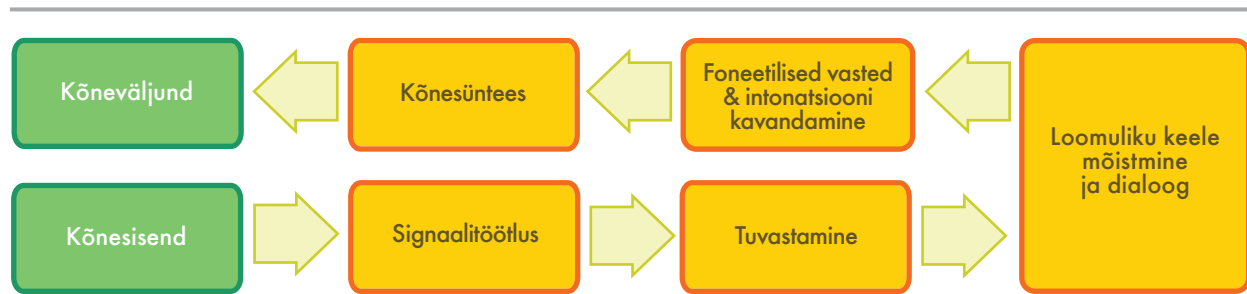 Kõneväljund
Kõnesüntees
Foneetilised vasted
& intonatsiooni
kavandamine
Loomuliku keele
mõistmine
ja dialoog
Kõnesisend
Signaalitöötlus
Tuvastamine